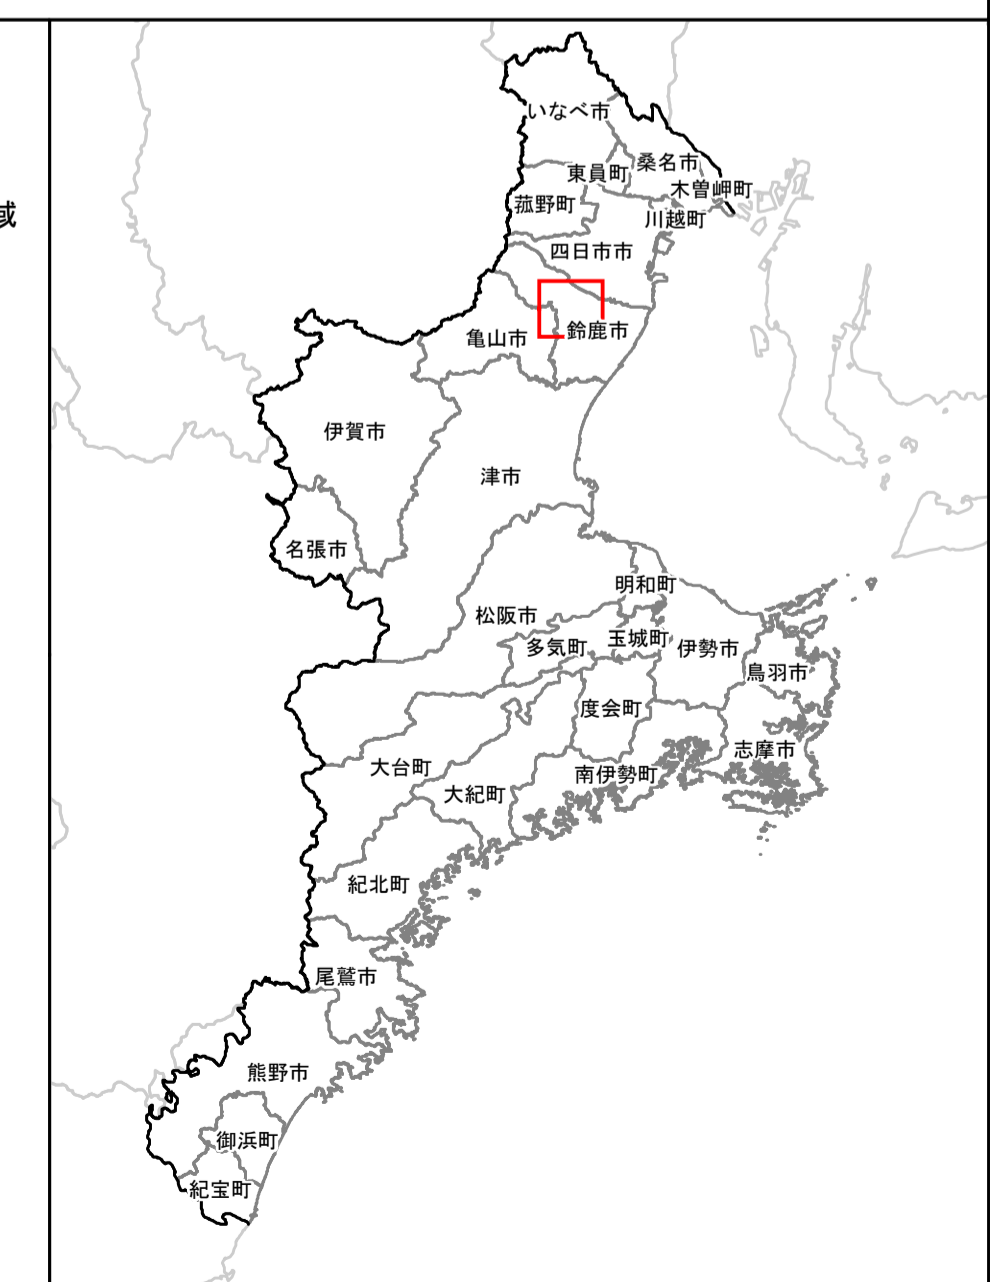 いなべ市
桑名市
東員町
木曽岬町
菰野町
川越町
域
四日市市
鈴鹿市
亀山市
伊賀市
津市
名張市
明和町
松阪市
玉城町
多気町
伊勢市
鳥羽市
度会町
志摩市
大台町
南伊勢町
大紀町
紀北町
尾鷲市
熊野市
御浜町
紀宝町